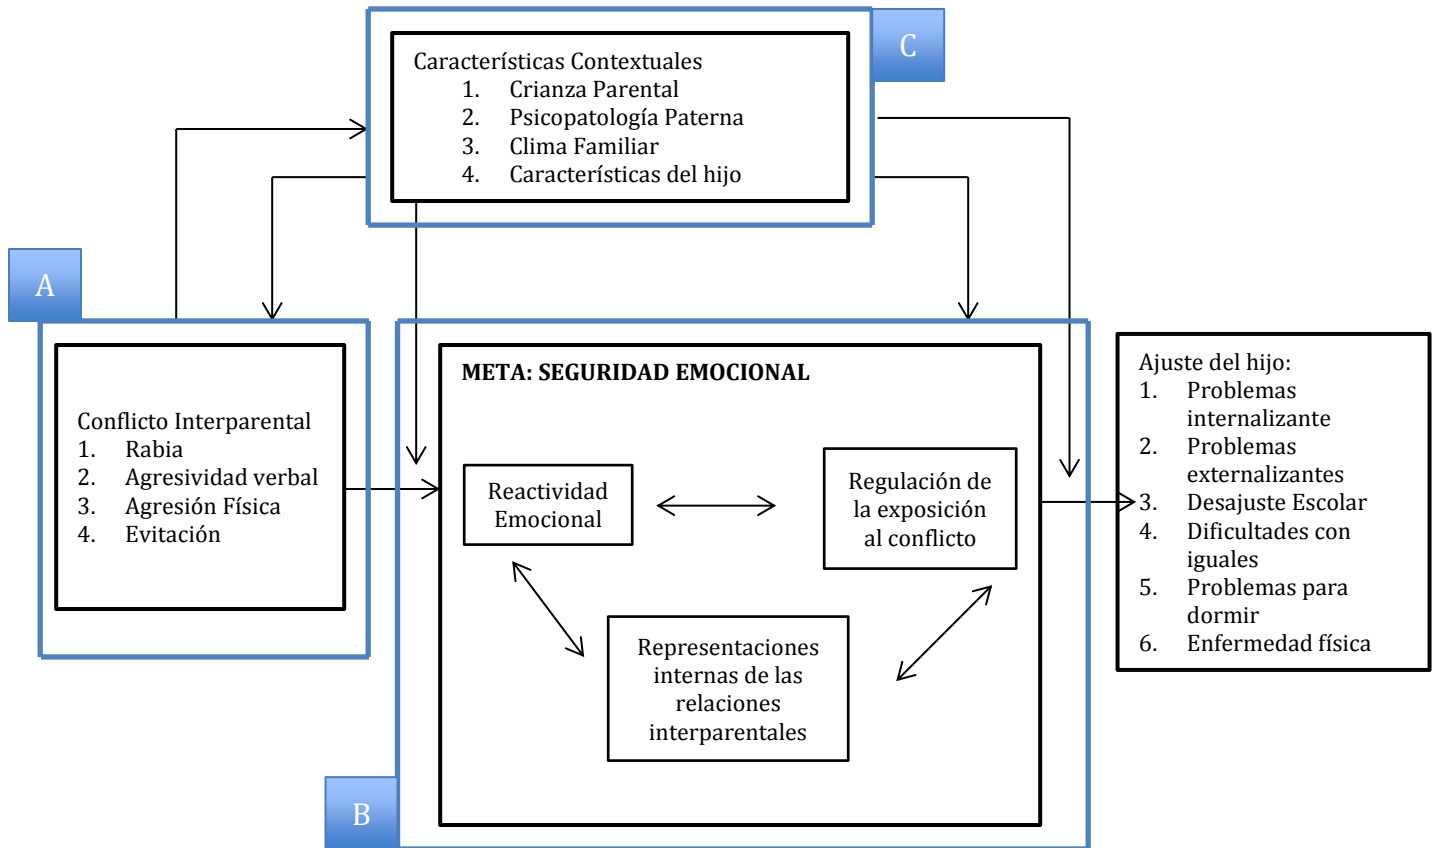 C
Características Contextuales
1. Crianza Parental
2. Psicopatología Paterna
3. Clima Familiar
4. Características del hijo
A
Conflicto Interparental
1. Rabia
2. Agresividad verbal
3. Agresión Física
4. Evitación
META: SEGURIDAD EMOCIONAL
Reactividad
Emocional
Regulación de
la exposición
al conflicto
Representaciones
internas de las
relaciones
interparentales
B
Ajuste del hijo:
1. Problemas
internalizante
2. Problemas
externalizantes
3. Desajuste Escolar
4. Dificultades con
iguales
5. Problemas para
dormir
6. Enfermedad física